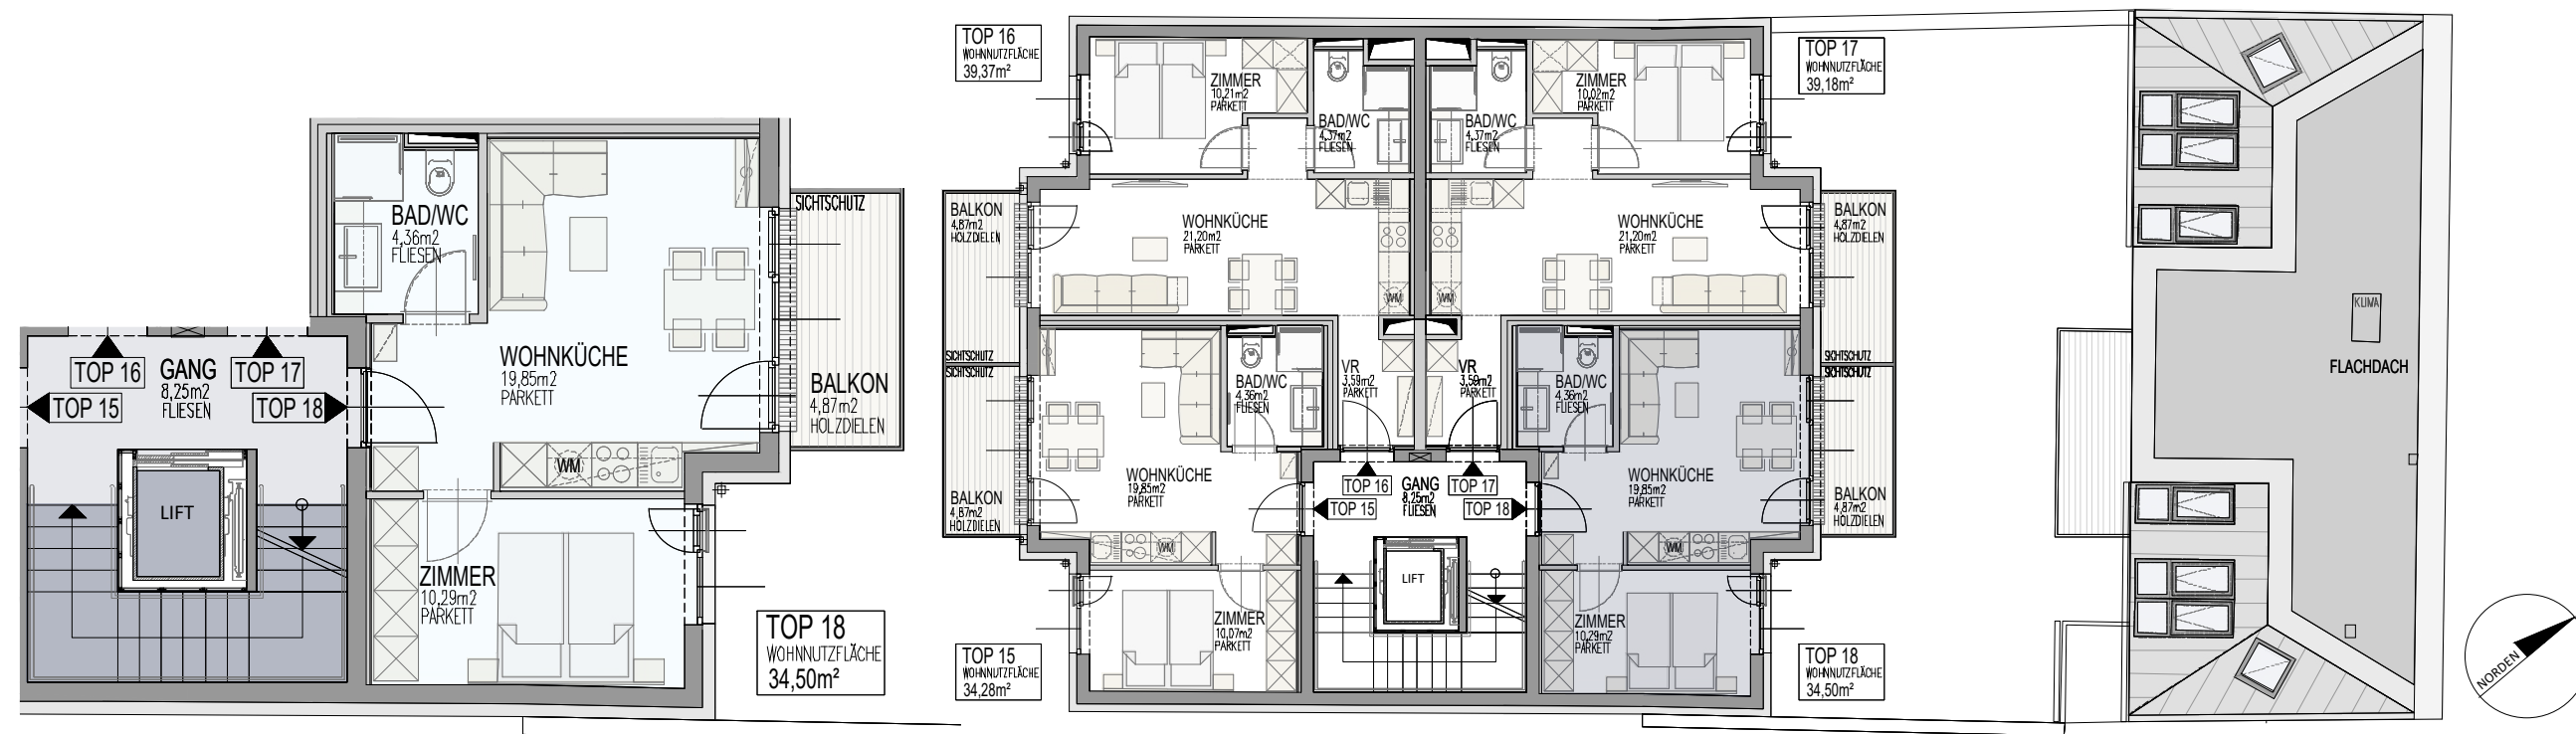 BAD/WC
4,36m2
FLIESEN
SICHTSCHUTZ
WOHNKÜCHE
19,85m2
PARKETT
BALKON
4,87m2
HOLZDIELEN
TOP 16
GANG
8,25m2
FLIESEN
TOP 17
TOP 15
TOP 18
WM
LIFT
ZIMMER
10,29m2
PARKETT
TOP 18
WOHNNUTZFLÄCHE
34,50m²
TOP 16
WOHNNUTZFLÄCHE
39,37m²
ZIMMER
10,21m2
PARKETT
BAD/WC
4,37m2
FLIESEN
BAD/WC
4,37m2
FLIESEN
ZIMMER
10,02m2
PARKETT
TOP 17
WOHNNUTZFLÄCHE
39,18m²
BALKON
4,87m2
HOLZDIELEN
WOHNKÜCHE
21,20m2
PARKETT
WM
WM
WOHNKÜCHE
21,20m2
PARKETT
BALKON
4,87m2
HOLZDIELEN
SICHTSCHUTZ
SICHTSCHUTZ
BAD/WC
4,36m2
FLIESEN
VR
3,59m2
PARKETT
VR
3,59m2
PARKETT
BAD/WC
4,36m2
FLIESEN
SICHTSCHUTZ
SICHTSCHUTZ
BALKON
4,87m2
HOLZDIELEN
WOHNKÜCHE
19,85m2
PARKETT
TOP 16
GANG
8,25m2
FLIESEN
TOP 17
TOP 15
TOP 18
WOHNKÜCHE
19,85m2
PARKETT
BALKON
4,87m2
HOLZDIELEN
WM
WM
LIFT
ZIMMER
10,07m2
PARKETT
ZIMMER
10,29m2
PARKETT
TOP 15
WOHNNUTZFLÄCHE
34,28m²
TOP 18
WOHNNUTZFLÄCHE
34,50m²
KLIMA
FLACHDACH
NORDEN